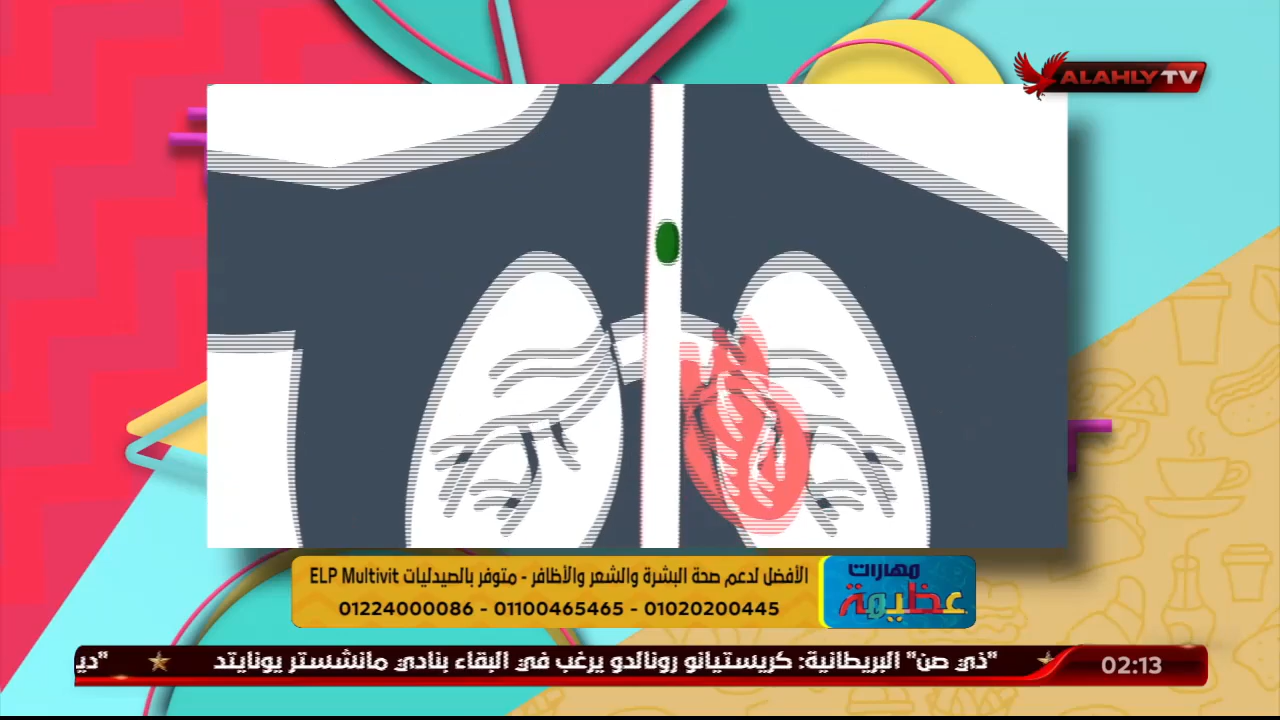 ALAHLY TV
الأفضل لدعم صحة البشرة والشعر والأظافر - متوفر بالصيدليات ELP Multivit
01224000086 - 01100465465 - 01020200445
مهارات
عظيمة
"ذي صن" البريطانية: كريستيانو رونالدو يرغب في البقاء بنادي مانشستر يونايتد
02:13